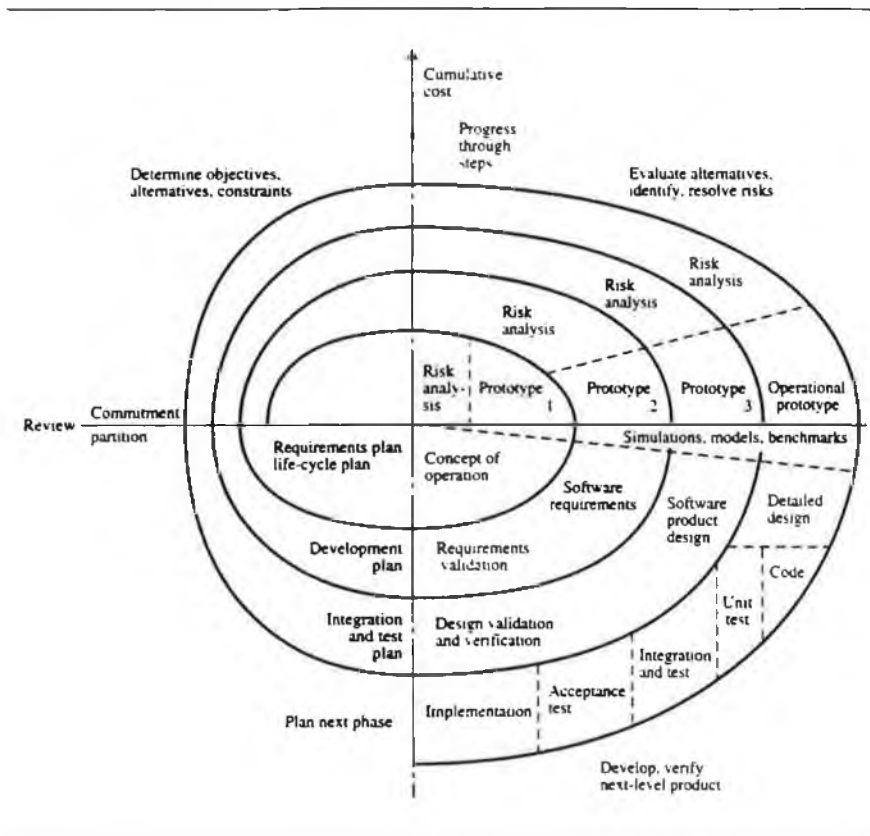 Cumulative
cost
Progress
through
steps
Determine objectives,
alternatives, constraints
Evaluate alternatives,
identify, resolve risks
Risk
analysis
Risk
analysis
Risk
analysis
Risk
analy-
sis
Prototype
1
Prototype
2
Prototype
3
Operational
prototype
Review
Commitment
partition
Simulations, models, benchmarks
Requirements plan
life-cycle plan
Concept of
operation
Software
requirements
Software
product
design
Detailed
design
Development
plan
Requirements
validation
Code
Unit
test
Integration
and test
plan
Design validation
and verification
Integration
and test
Acceptance
test
Implementation
Plan next phase
Develop, verify
next-level product